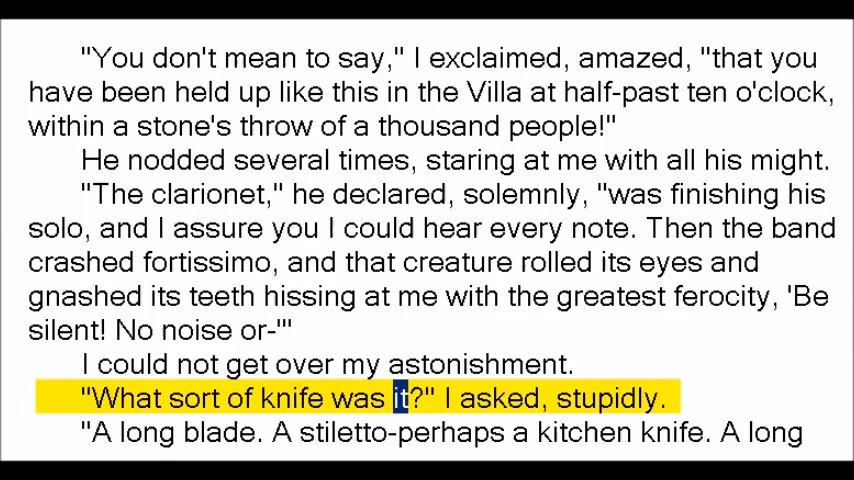 "You don't mean to say," I exclaimed, amazed, "that you
have been held up like this in the Villa at half-past ten o'clock,
within a stone's throw of a thousand people!"
He nodded several times, staring at me with all his might.
"The clarionet," he declared, solemnly, "was finishing his
solo, and I assure you I could hear every note. Then the band
crashed fortissimo, and that creature rolled its eyes and
gnashed its teeth hissing at me with the greatest ferocity, 'Be
silent! No noise or-'"
I could not get over my astonishment.
"What sort of knife was it?" I asked, stupidly.
"A long blade. A stiletto-perhaps a kitchen knife. A long